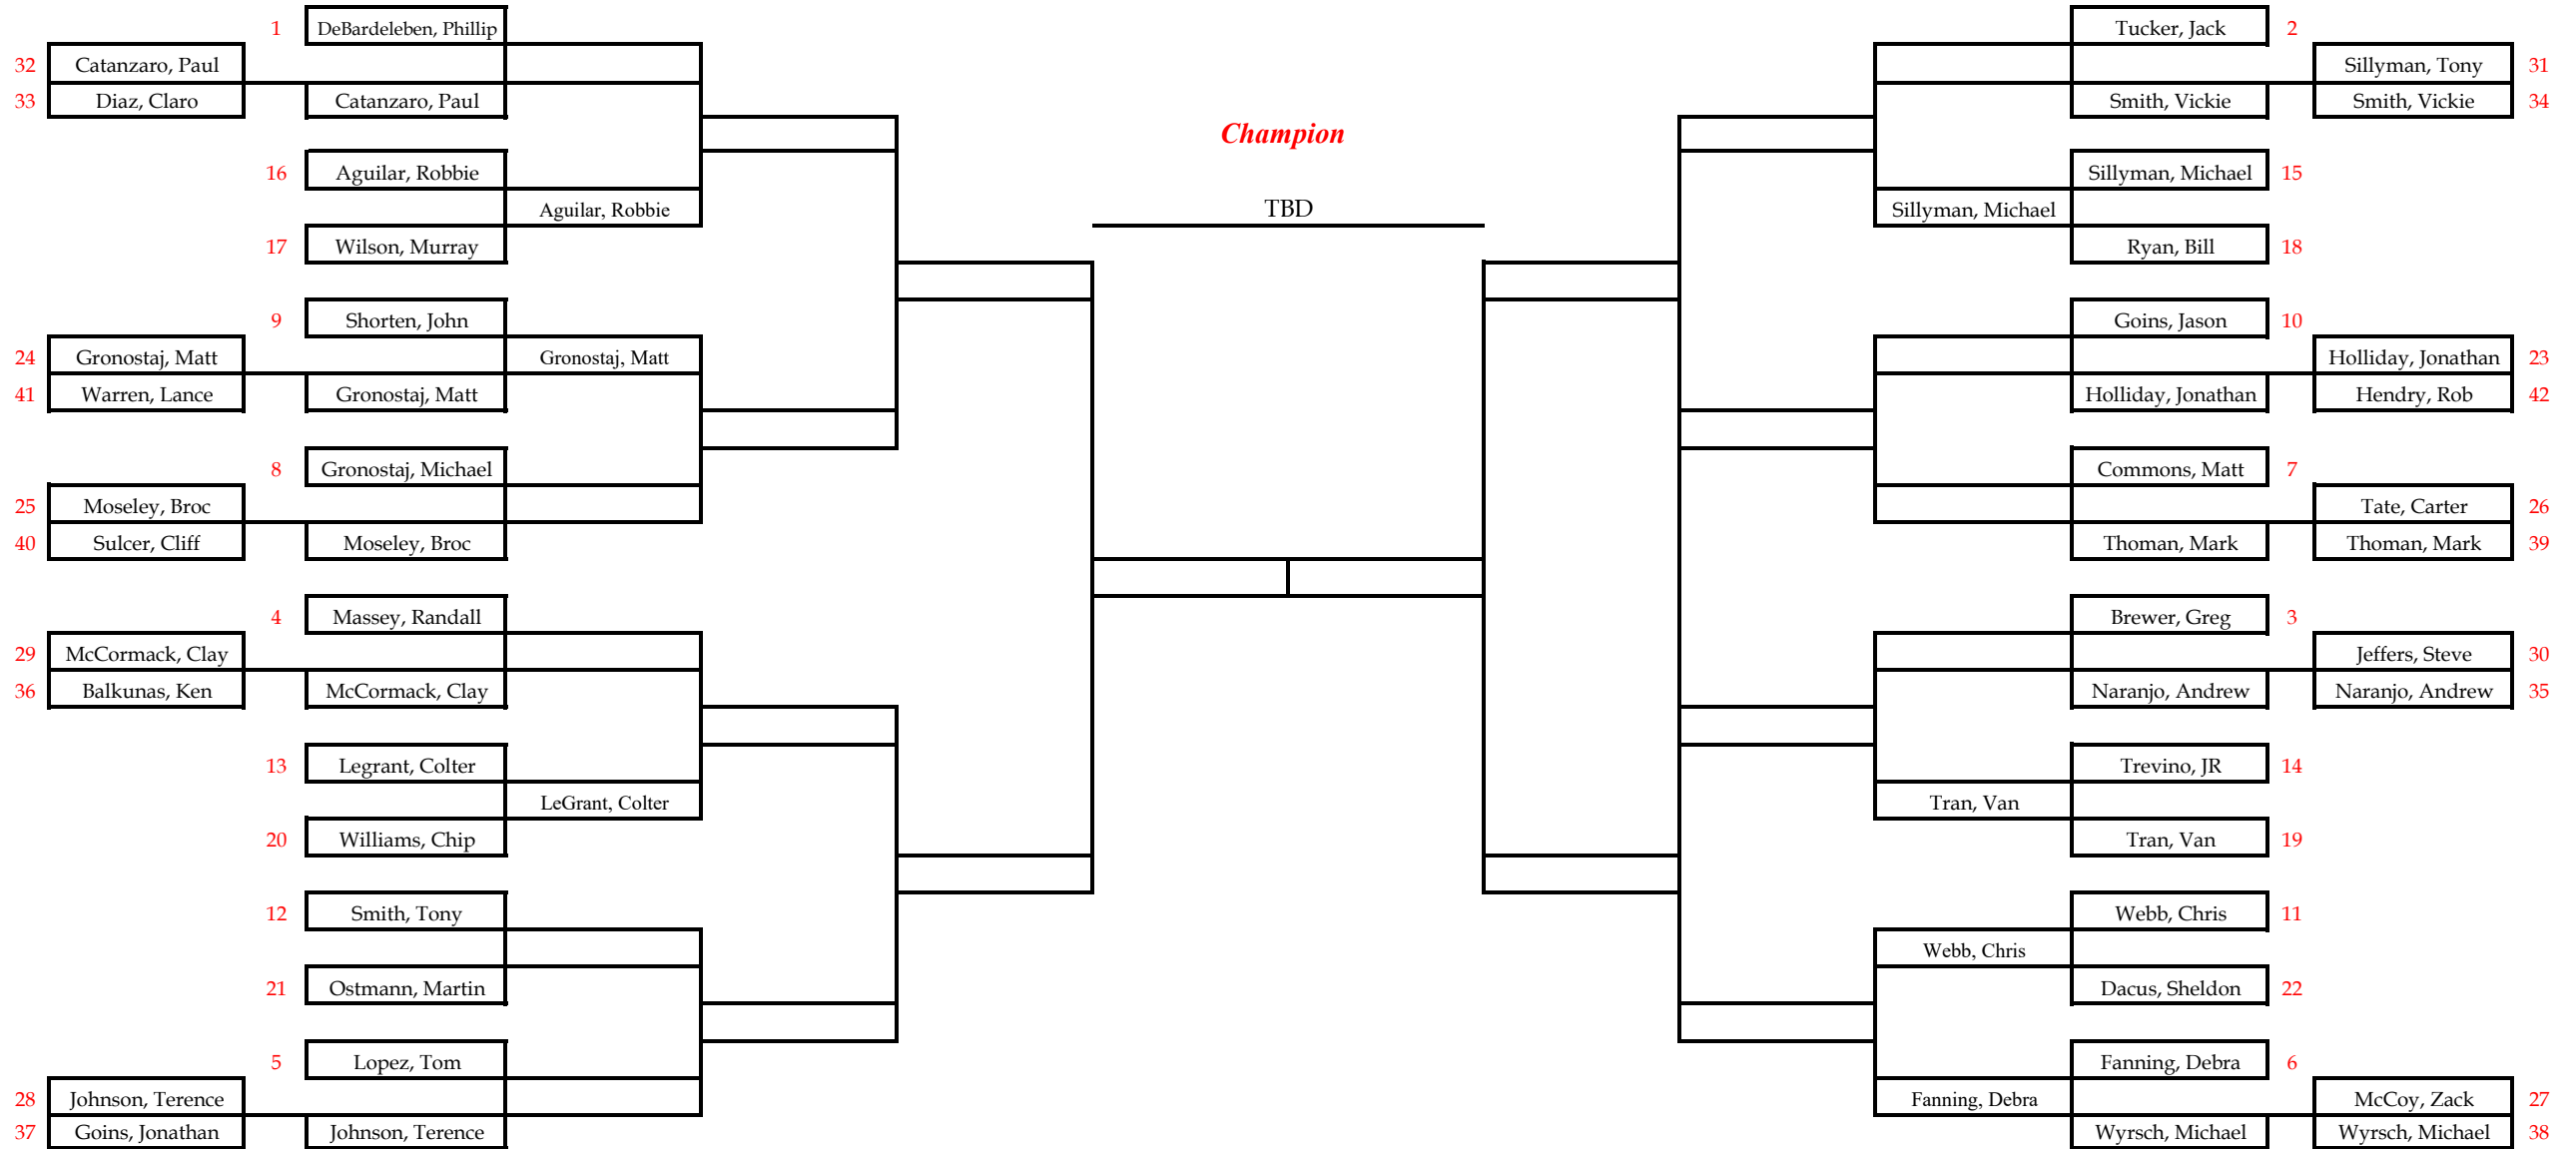 1 DeBardeleben, Phillip Tucker, Jack 2
32 Catanzaro, Paul Sillyman, Tony 31
33 Diaz, Claro Catanzaro, Paul Smith, Vickie Smith, Vickie 34
Champion
16 Aguilar, Robbie Sillyman, Michael 15
Aguilar, Robbie TBD Sillyman, Michael
17 Wilson, Murray Ryan, Bill 18
9 Shorten, John Goins, Jason 10
24 Gronostaj, Matt Gronostaj, Matt Holliday, Jonathan 23
41 Warren, Lance Gronostaj, Matt Holliday, Jonathan Hendry, Rob 42
8 Gronostaj, Michael Commons, Matt 7
25 Moseley, Broc Tate, Carter 26
40 Sulcer, Cliff Moseley, Broc Thoman, Mark Thoman, Mark 39
4 Massey, Randall Brewer, Greg 3
29 McCormack, Clay Jeffers, Steve 30
36 Balkunas, Ken McCormack, Clay Naranjo, Andrew Naranjo, Andrew 35
13 Legrant, Colter Trevino, JR 14
LeGrant, Colter Tran, Van
20 Williams, Chip Tran, Van 19
12 Smith, Tony Webb, Chris 11
Webb, Chris
21 Ostmann, Martin Dacus, Sheldon 22
5 Lopez, Tom Fanning, Debra 6
28 Johnson, Terence Fanning, Debra McCoy, Zack 27
37 Goins, Jonathan Johnson, Terence Wyrsch, Michael Wyrsch, Michael 38